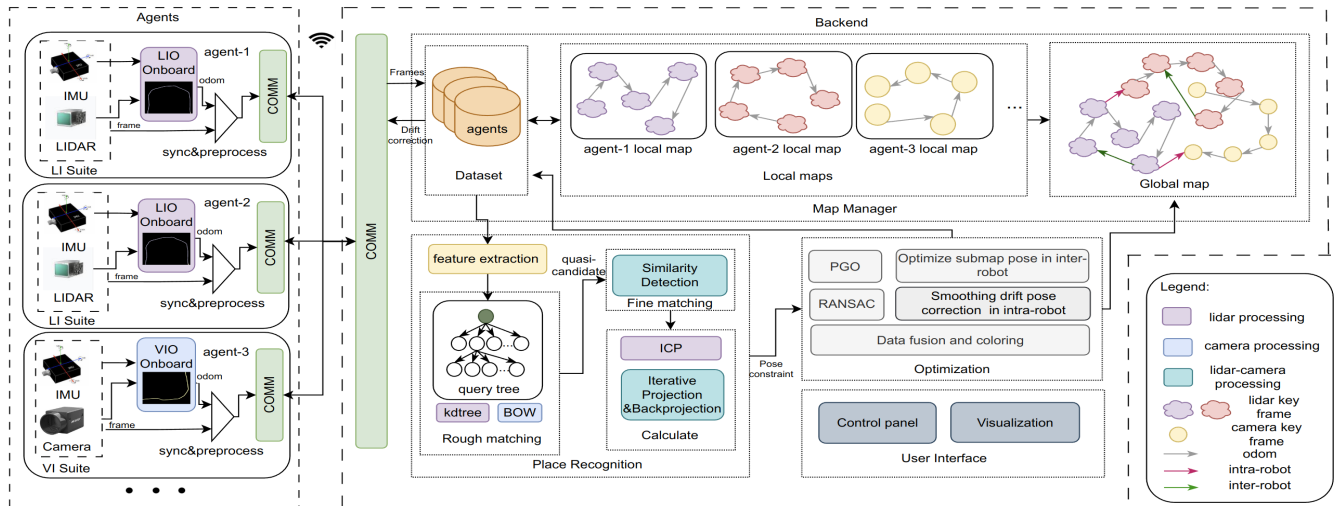 Agents
agent-1
LIO
Onboard
IMU
LIDAR
LI Suite
odom
frame
sync&preprocess
COMM
agent-2
LIO
Onboard
IMU
LIDAR
LI Suite
odom
frame
sync&preprocess
COMM
agent-3
VIO
Onboard
IMU
Camera
VI Suite
odom
frame
sync&preprocess
COMM
• • •
COMM
Backend
Frames
Drift
correction
agents
Dataset
agent-1 local map
agent-2 local map
agent-3 local map
...
Local maps
Global map
Map Manager
feature extraction
quasi-
candidate
query tree
kdtree
BOW
Rough matching
Similarity
Detection
Fine matching
ICP
Iterative
Projection
&Backprojection
Calculate
Place Recognition
Pose
constraint
PGO
Optimize submap pose in inter-
robot
RANSAC
Smoothing drift pose
correction in intra-robot
Data fusion and coloring
Optimization
Control panel
Visualization
User Interface
Legend:
lidar processing
camera processing
lidar-camera
processing
lidar key
frame
camera key
frame
odom
intra-robot
inter-robot